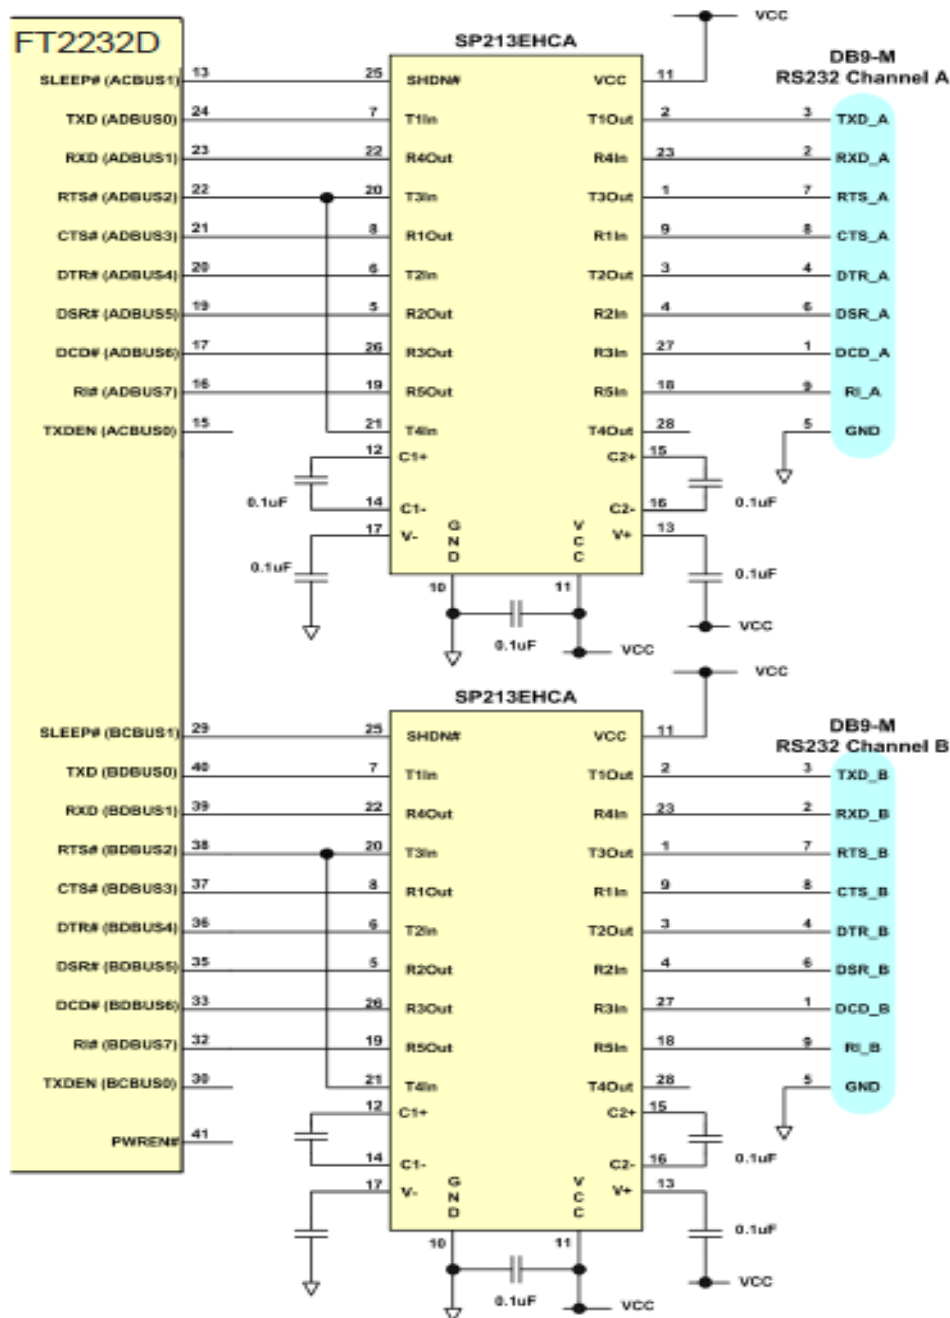 VCC
FT2232D
SP213EHCA
DB9-M
RS232 Channel A
SLEEP# (ACBUS1) 13 25 SHDN# VCC 11
TXD (ADBUS0) 24 7 T1In T1Out 2 3 TXD_A
RXD (ADBUS1) 23 22 R4Out R4In 23 2 RXD_A
RTS# (ADBUS2) 22 20 T3In T3Out 1 7 RTS_A
CTS# (ADBUS3) 21 8 R1Out R1In 9 8 CTS_A
DTR# (ADBUS4) 20 6 T2In T2Out 3 4 DTR_A
DSR# (ADBUS5) 19 5 R2Out R2In 4 6 DSR_A
DCD# (ADBUS6) 17 26 R3Out R3In 27 1 DCD_A
RI# (ADBUS7) 16 19 R5Out R5In 18 9 RI_A
TXDEN (ACBUS0) 15 21 T4In T4Out 28 5 GND
12 C1+ C2+ 15
0.1uF 0.1uF
14 C1- C2- 16
17 V- GND VCC V+ 13
0.1uF 10 11 0.1uF
0.1uF VCC VCC
VCC
SP213EHCA
DB9-M
RS232 Channel B
SLEEP# (BCBUS1) 29 25 SHDN# VCC 11
TXD (BDBUS0) 40 7 T1In T1Out 2 3 TXD_B
RXD (BDBUS1) 39 22 R4Out R4In 23 2 RXD_B
RTS# (BDBUS2) 38 20 T3In T3Out 1 7 RTS_B
CTS# (BDBUS3) 37 8 R1Out R1In 9 8 CTS_B
DTR# (BDBUS4) 36 6 T2In T2Out 3 4 DTR_B
DSR# (BDBUS5) 35 5 R2Out R2In 4 6 DSR_B
DCD# (BDBUS6) 33 26 R3Out R3In 27 1 DCD_B
RI# (BDBUS7) 32 19 R5Out R5In 18 9 RI_B
TXDEN (BCBUS0) 30 21 T4In T4Out 28 5 GND
12 C1+ C2+ 15
PWREN# 41 0.1uF
14 C1- C2- 16
17 V- GND VCC V+ 13
10 11 0.1uF
VCC
0.1uF VCC